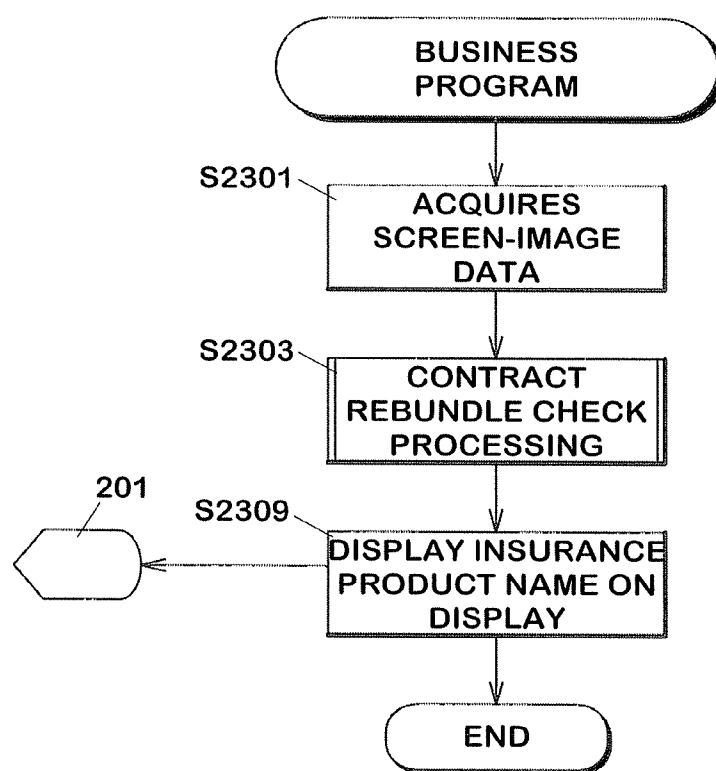 BUSINESS
PROGRAM
S2301
ACQUIRES
SCREEN-IMAGE
DATA
S2303
CONTRACT
REBUNDLE CHECK
PROCESSING
201
S2309
DISPLAY INSURANCE
PRODUCT NAME ON
DISPLAY
END